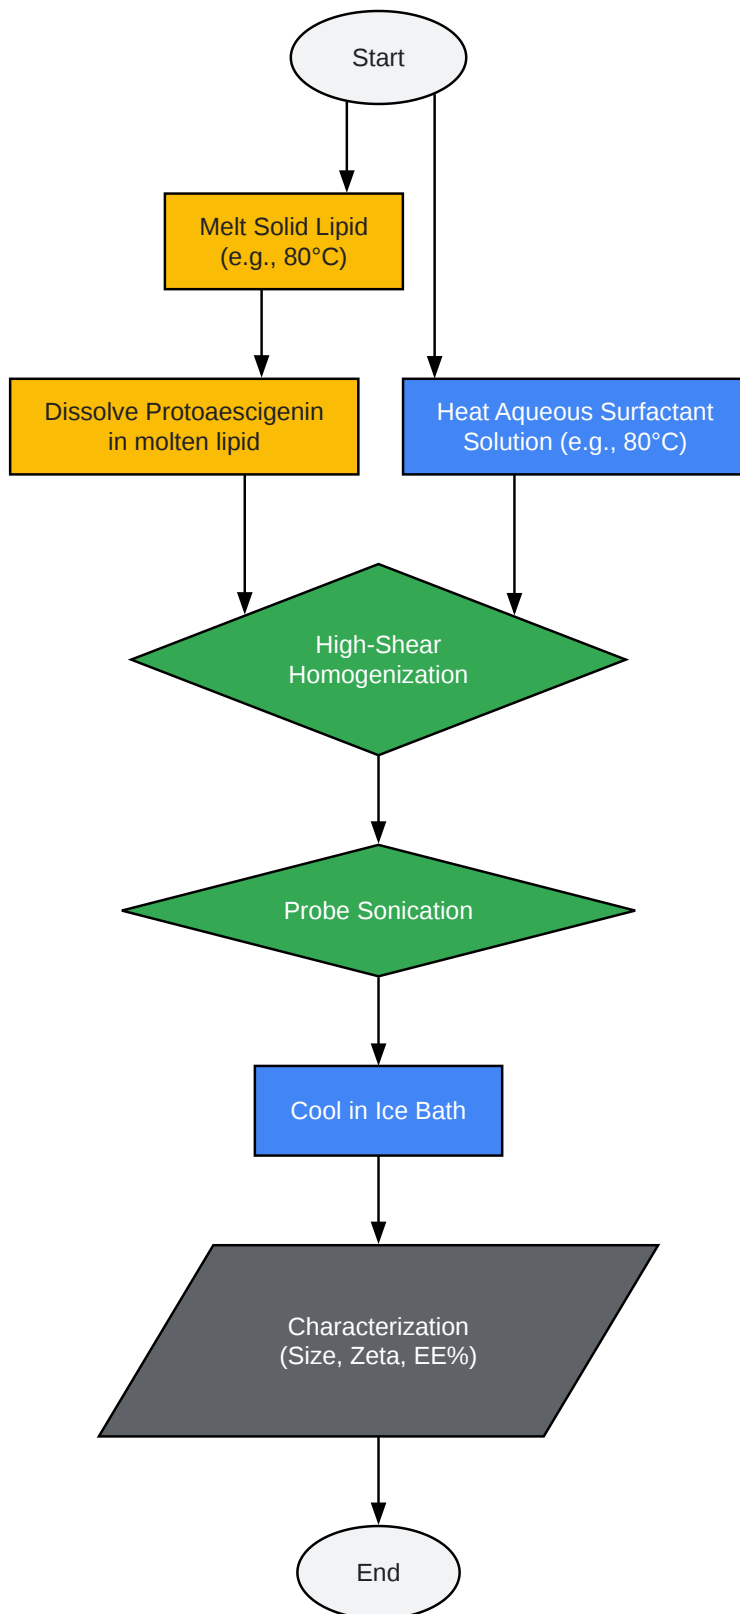 Start
Melt Solid Lipid
(e.g., 80°C)
Dissolve Protoaescigenin
in molten lipid
Heat Aqueous Surfactant
Solution (e.g., 80°C)
High-Shear
Homogenization
Probe Sonication
Cool in Ice Bath
Characterization
(Size, Zeta, EE%)
End